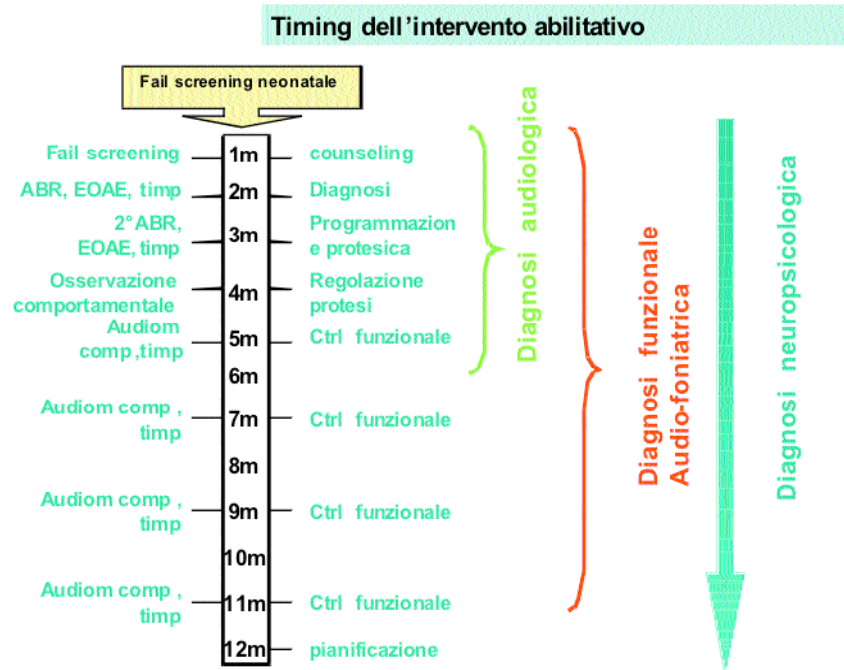 Timing dell'intervento abilitativo
Fail screening neonatale
Fail screening
1m
counseling
ABR, EOAE, timp
2m
Diagnosi
2°ABR,
EOAE,timp
3m
Programmazion
e protesica
Osservazione
comportamentale
4m
Regolazione
protesi
Audiom
comp ,timp
5m
Ctrl funzionale
6m
Audiom comp ,
timp
7m
Ctrl funzionale
8m
Audiom comp ,
timp
9m
Ctrl funzionale
10m
Audiom comp ,
timp
11m
Ctrl funzionale
12m
pianificazione
Diagnosi audiologica
Diagnosi funzionale
Audio-foniatrica
Diagnosi neuropsicologica